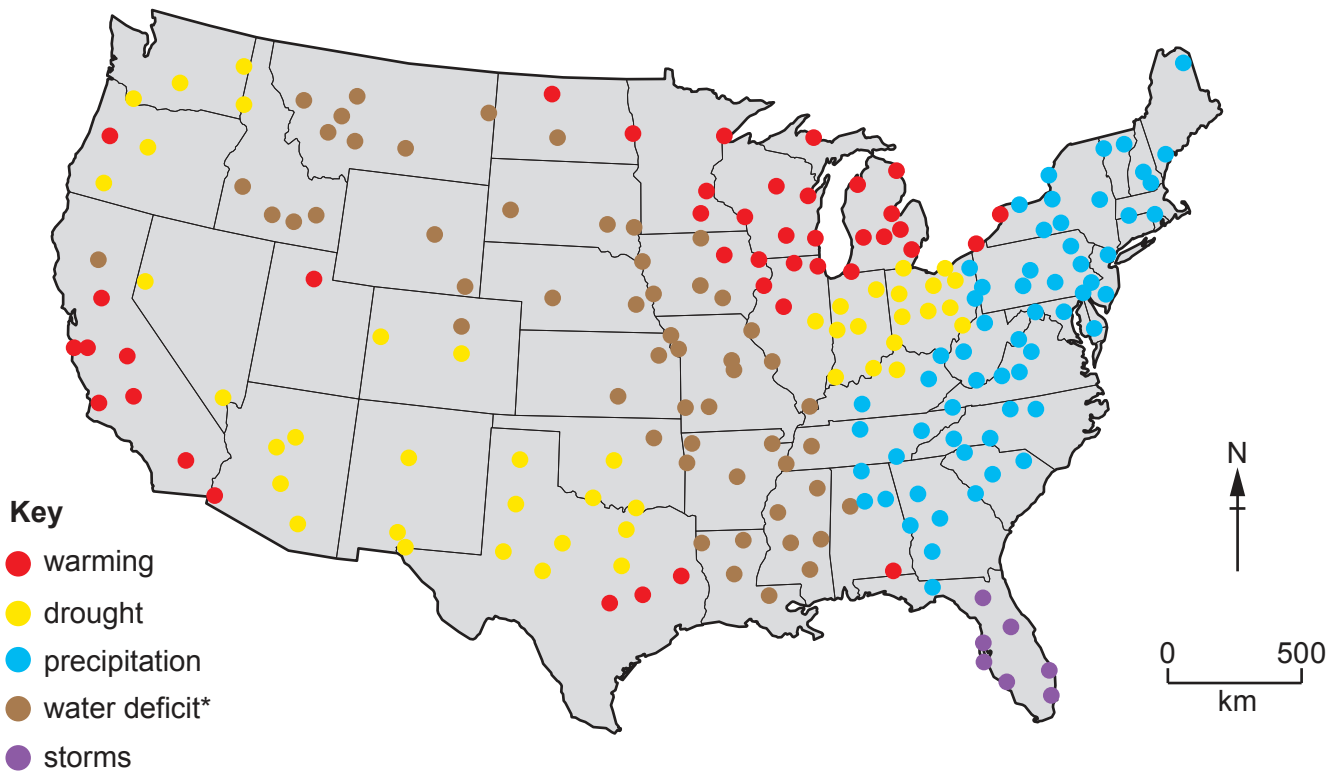 Key
warming
drought
precipitation
water deficit*
storms
N
0 500
km